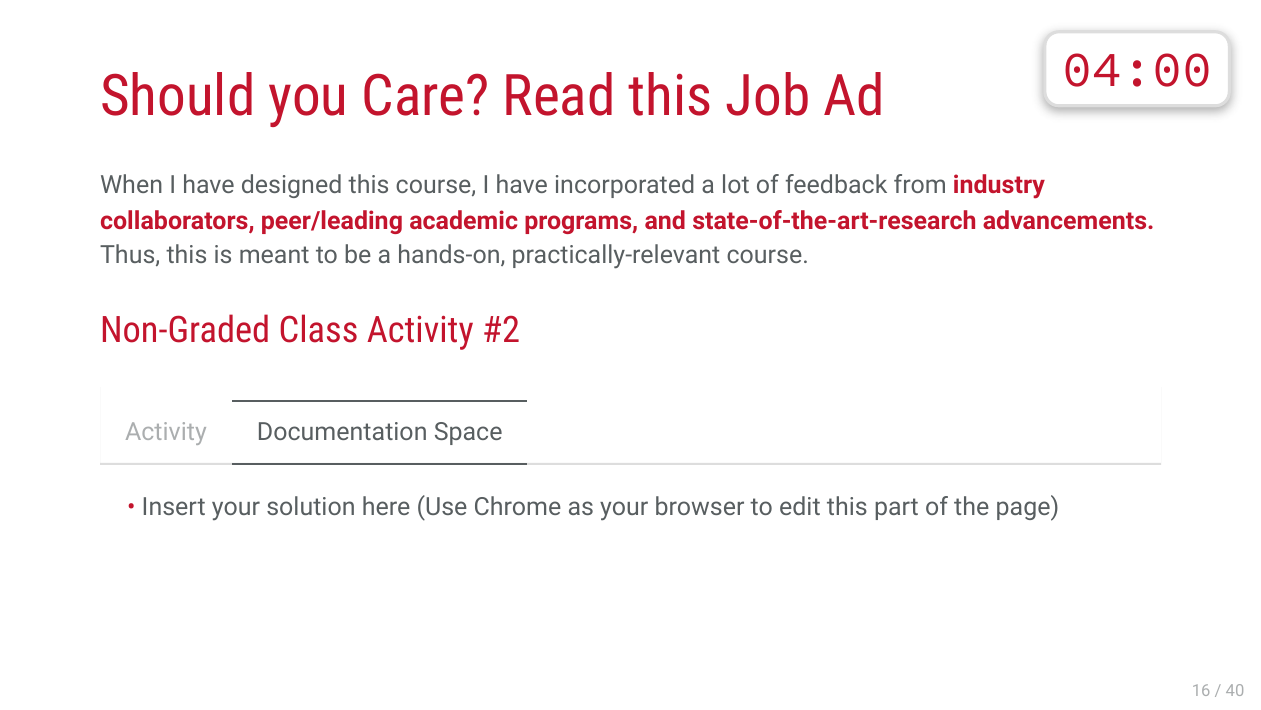 Should you Care? Read this Job Ad
04:00
When I have designed this course, I have incorporated a lot of feedback from industry
collaborators, peer/leading academic programs, and state-of-the-art-research advancements.
Thus, this is meant to be a hands-on, practically-relevant course.
Non-Graded Class Activity #2
Activity
Documentation Space
• Insert your solution here (Use Chrome as your browser to edit this part of the page)
16 / 40